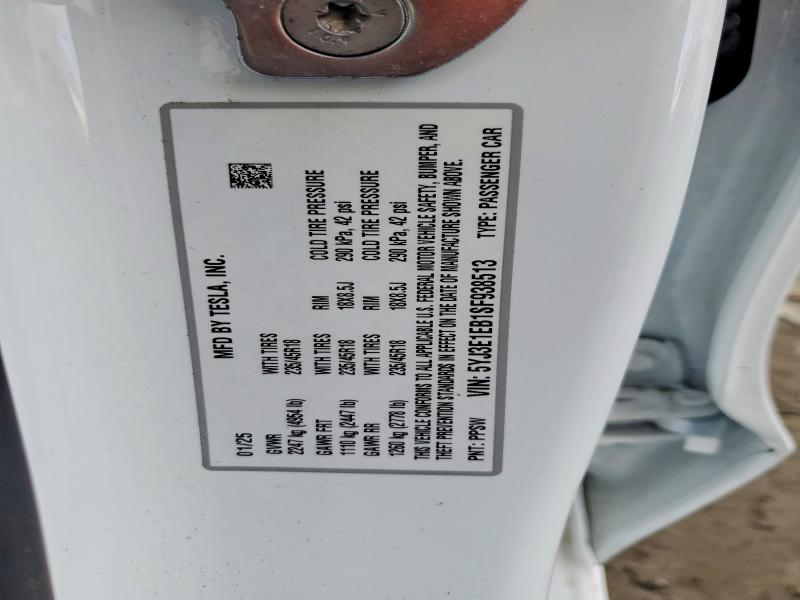 MFD BY TESLA, INC.
01/25
GVWR WITH TIRES RIM COLD TIRE PRESSURE
2247 kg (4954 lb) 235/45R18 18X8.5J 290 kPa, 42 psi
GAWR FRT WITH TIRES RIM COLD TIRE PRESSURE
1110 kg (2447 lb) 235/45R18 18X8.5J 290 kPa, 42 psi
GAWR RR
1260 kg (2778 lb)
THIS VEHICLE CONFORMS TO ALL APPLICABLE U.S. FEDERAL MOTOR VEHICLE SAFETY, BUMPER, AND
THEFT PREVENTION STANDARDS IN EFFECT ON THE DATE OF MANUFACTURE SHOWN ABOVE.
PNT: PPSW VIN: 5YJ3E1EB1SF938513 TYPE: PASSENGER CAR